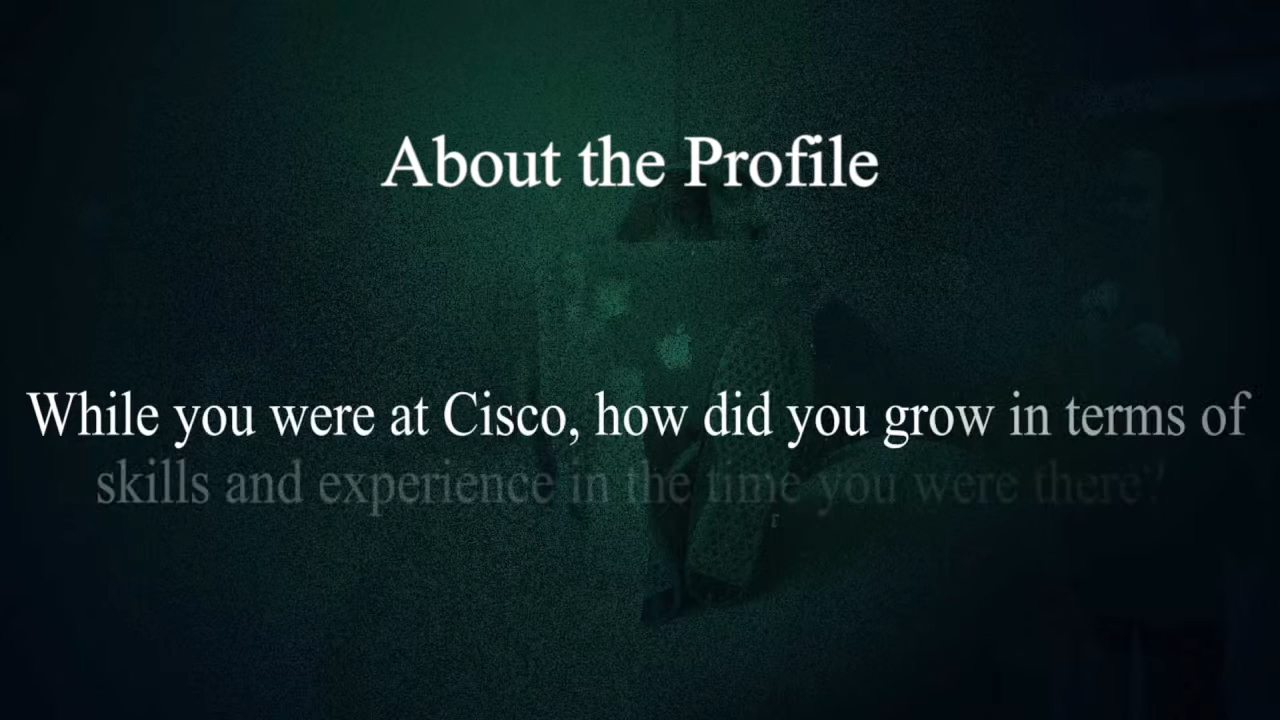 About the Profile
While you were at Cisco, how did you grow in terms of
skills and experience in the time you were there?